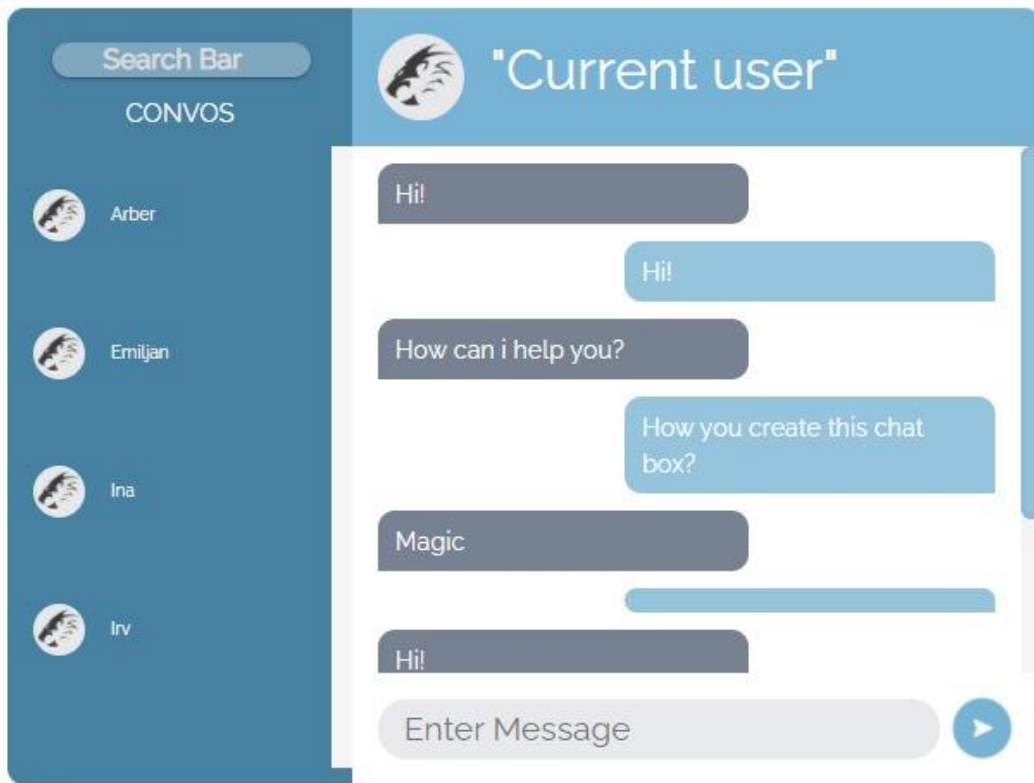 Search Bar
CONVOS
Arber
Emiljan
Ina
Irv
"Current user"
Hi!
Hi!
How can i help you?
How you create this chat
box?
Magic
Hi!
Enter Message